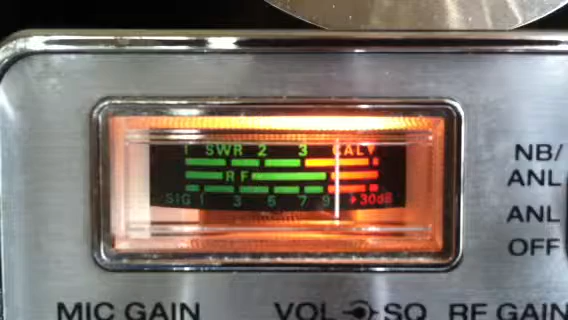 1 SWR 2 3 CAL▼
RF
SIG 1 3 5 7 9 +30dB
NB/
ANL
ANL
OFF
MIC GAIN VOL SQ RF GAIN